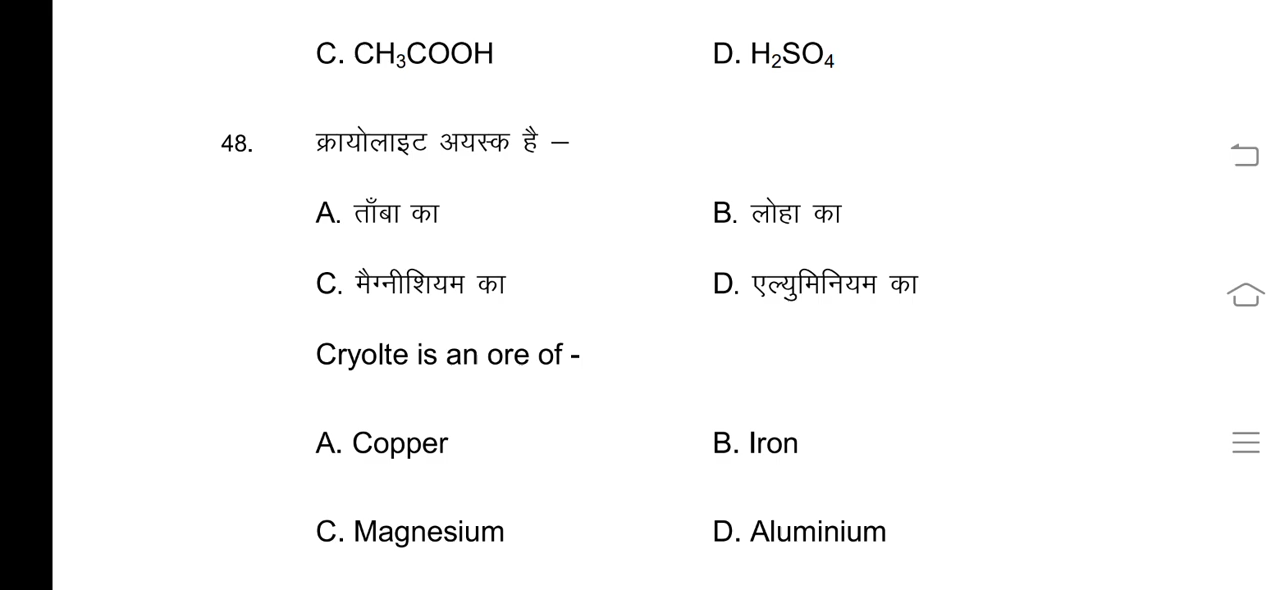 C. CH₃COOH D. H₂SO₄
48. क्रायोलाइट अयस्क है –
A. ताँबा का B. लोहा का
C. मैग्नीशियम का D. एल्युमिनियम का
Cryolte is an ore of -
A. Copper B. Iron
C. Magnesium D. Aluminium